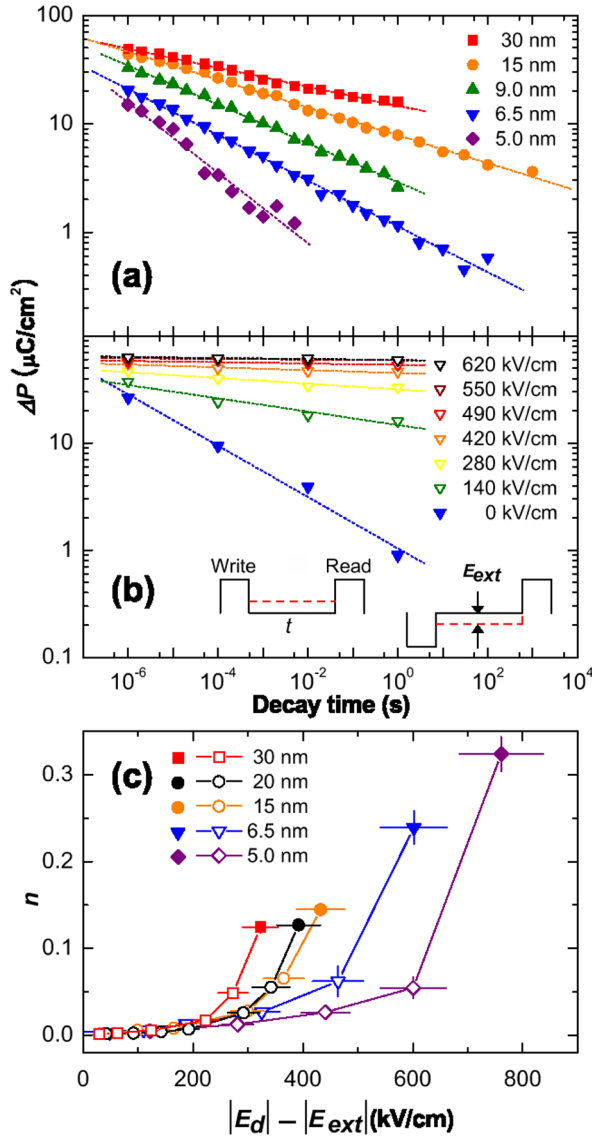 (a)
100
10
1
30 nm
15 nm
9.0 nm
6.5 nm
5.0 nm
ΔP (µC/cm²)
(b)
10
1
0.1
620 kV/cm
550 kV/cm
490 kV/cm
420 kV/cm
280 kV/cm
140 kV/cm
0 kV/cm
Write
Read
t
E_ext
10⁻⁶ 10⁻⁴ 10⁻² 10⁰ 10² 10⁴
Decay time (s)
(c)
30 nm
20 nm
15 nm
6.5 nm
5.0 nm
n
0.3
0.2
0.1
0.0
0 200 400 600 800
|E_d| − |E_ext| (kV/cm)